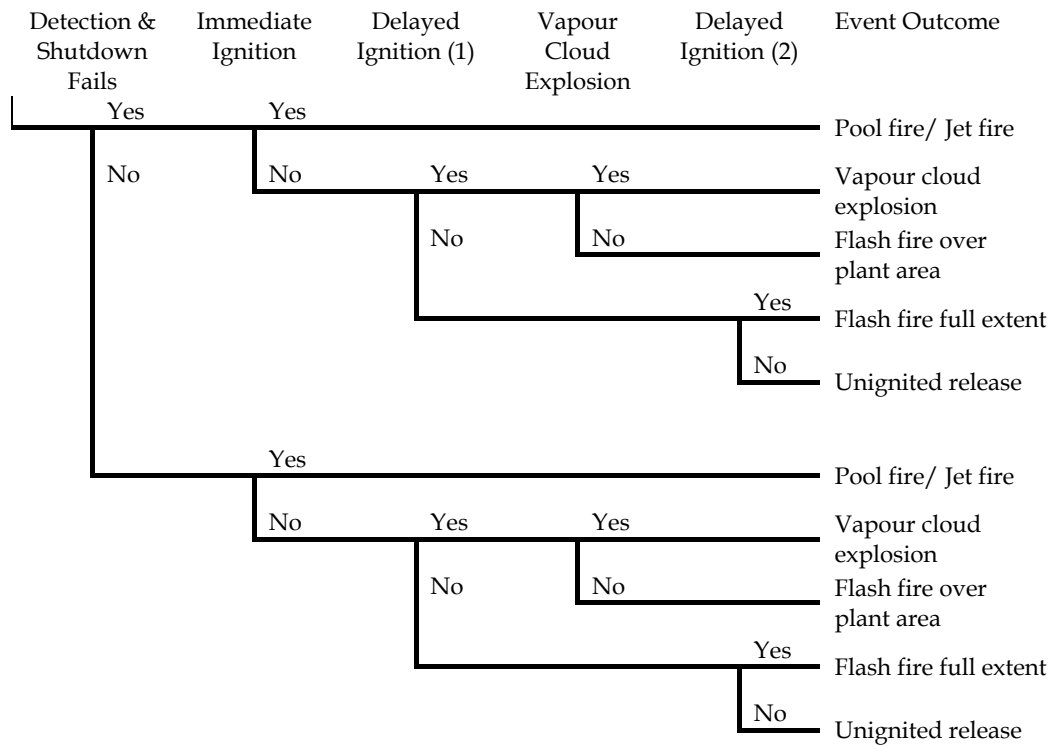 Detection &
Shutdown
Fails
Immediate
Ignition
Delayed
Ignition (1)
Vapour
Cloud
Explosion
Delayed
Ignition (2)
Event Outcome
Yes
Yes
Pool fire/ Jet fire
No
No
Yes
Yes
Vapour cloud
explosion
No
No
Flash fire over
plant area
Yes
Flash fire full extent
No
Unignited release
Yes
Pool fire/ Jet fire
No
Yes
Yes
Vapour cloud
explosion
No
No
Flash fire over
plant area
Yes
Flash fire full extent
No
Unignited release